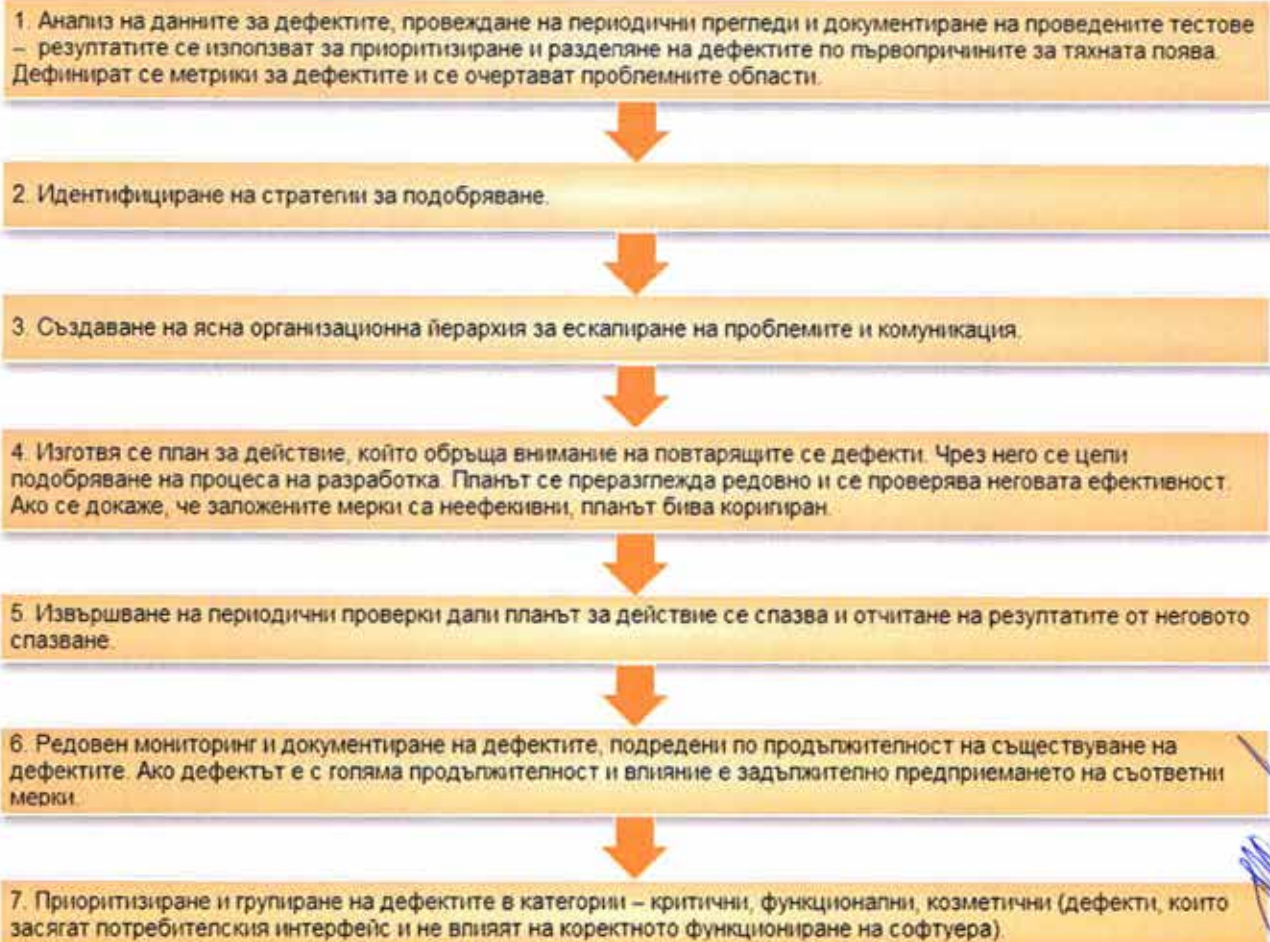 1. Анализ на данните за дефектите, провеждане на периодични прегледи и документиране на проведените тестове
– резултатите се използват за приоритизиране и разделяне на дефектите по първопричините за тяхната поява.
Дефинират се метрики за дефектите и се очертават проблемните области.
2. Идентифициране на стратегии за подобряване.
3. Създаване на ясна организационна йерархия за ескалиране на проблемите и комуникация.
4. Изготвя се план за действие, който обръща внимание на повтарящите се дефекти. Чрез него се цели
подобряване на процеса на разработка. Планът се преразглежда редовно и се проверява неговата ефективност.
Ако се докаже, че заложените мерки са неефекивни, планът бива коригиран.
5. Извършване на периодични проверки дали планът за действие се спазва и отчитане на резултатите от неговото
спазване.
6. Редовен мониторинг и документиране на дефектите, подредени по продължителност на съществуване на
дефектите. Ако дефектът е с голяма продължителност и влияние е задължително предприемането на съответни
мерки.
7. Приоритизиране и групиране на дефектите в категории – критични, функционални, козметични (дефекти, които
засягат потребителския интерфейс и не влияят на коректното функциониране на софтуера).